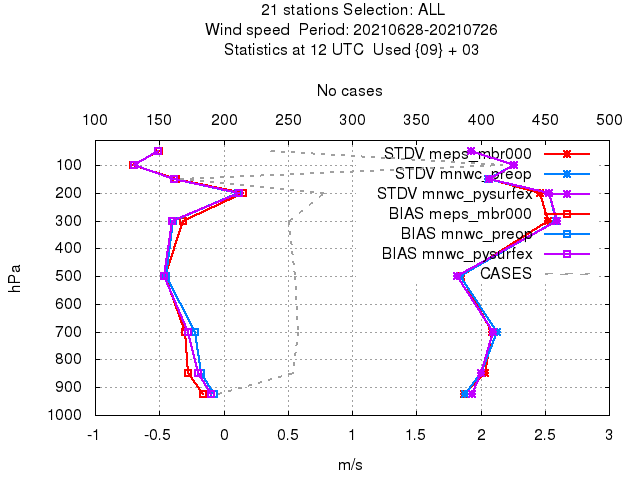 21 stations Selection: ALL
Wind speed  Period: 20210628-20210726
Statistics at 12 UTC  Used {09} + 03
No cases
100 150 200 250 300 350 400 450 500
STDV meps_mbr000
STDV mnwc_preop
STDV mnwc_pysurfex
BIAS meps_mbr000
BIAS mnwc_preop
BIAS mnwc_pysurfex
CASES
hPa
100
200
300
400
500
600
700
800
900
1000
-1 -0.5 0 0.5 1 1.5 2 2.5 3
m/s